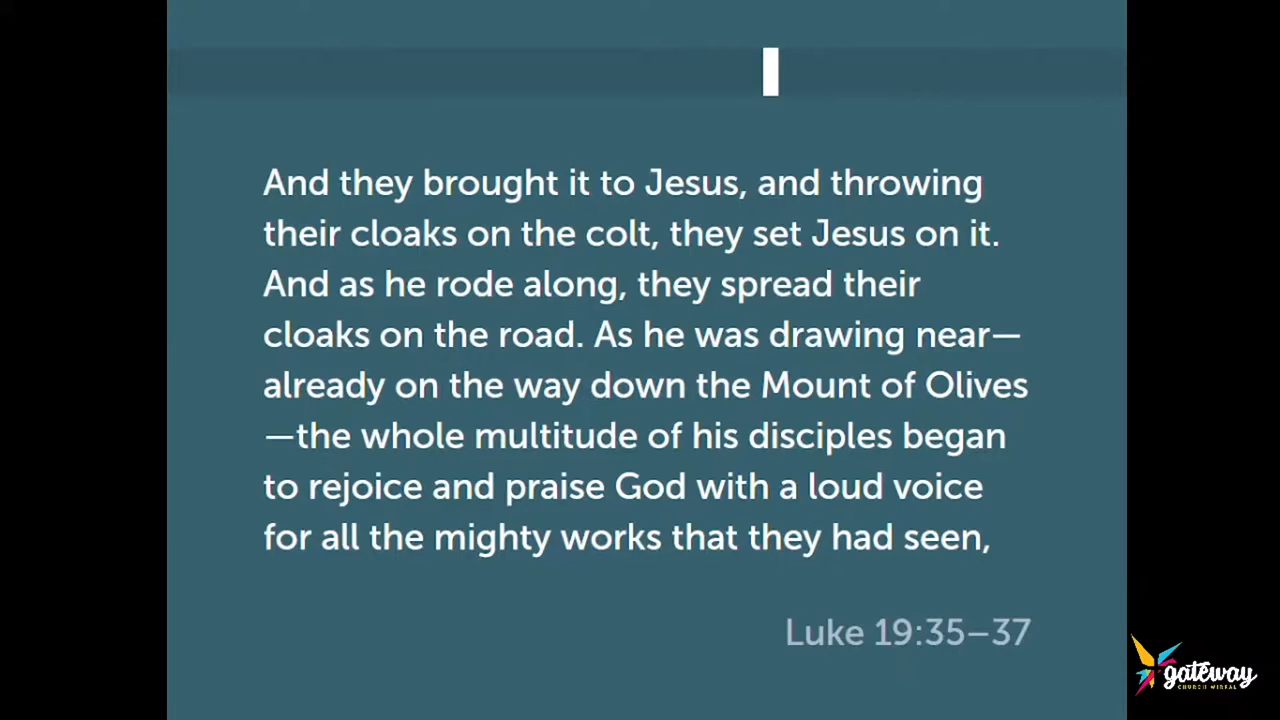 And they brought it to Jesus, and throwing
their cloaks on the colt, they set Jesus on it.
And as he rode along, they spread their
cloaks on the road. As he was drawing near—
already on the way down the Mount of Olives
—the whole multitude of his disciples began
to rejoice and praise God with a loud voice
for all the mighty works that they had seen,
Luke 19:35–37
gateway
CHURCH WIRRAL